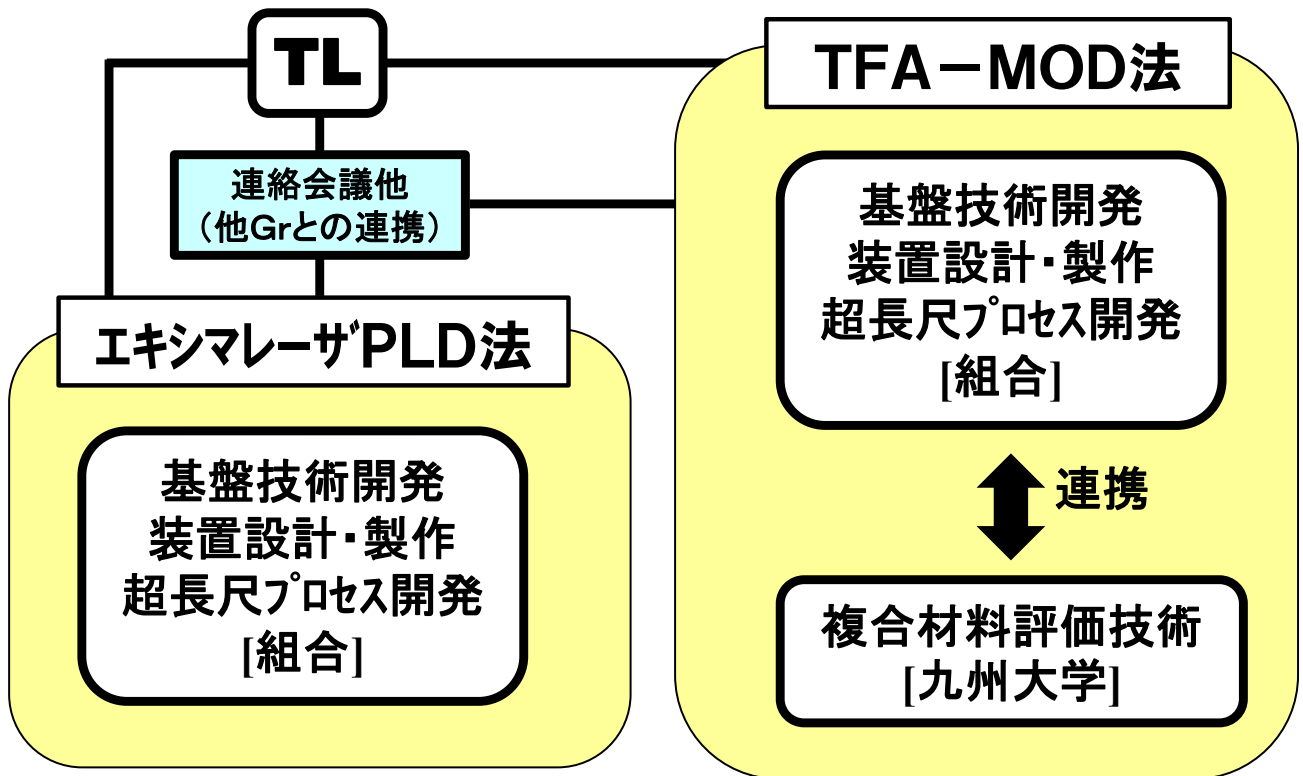 TL
連絡会議他
（他Grとの連携）
エキシマレーザPLD法
基盤技術開発
装置設計・製作
超長尺プロセス開発
[組合]
TFA－MOD法
基盤技術開発
装置設計・製作
超長尺プロセス開発
[組合]
連携
複合材料評価技術
[九州大学]